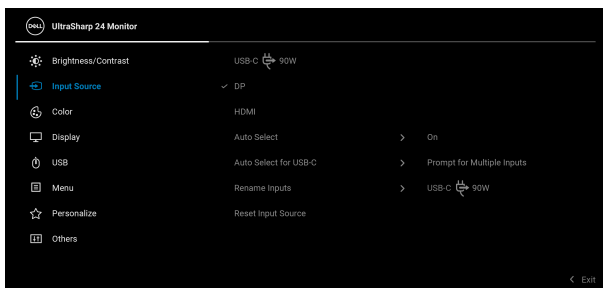 DELL UltraSharp 24 Monitor
Brightness/Contrast USB-C 90W
Input Source DP
Color HDMI
Display Auto Select On
USB Auto Select for USB-C Prompt for Multiple Inputs
Menu Rename Inputs USB-C 90W
Personalize Reset Input Source
Others
Exit